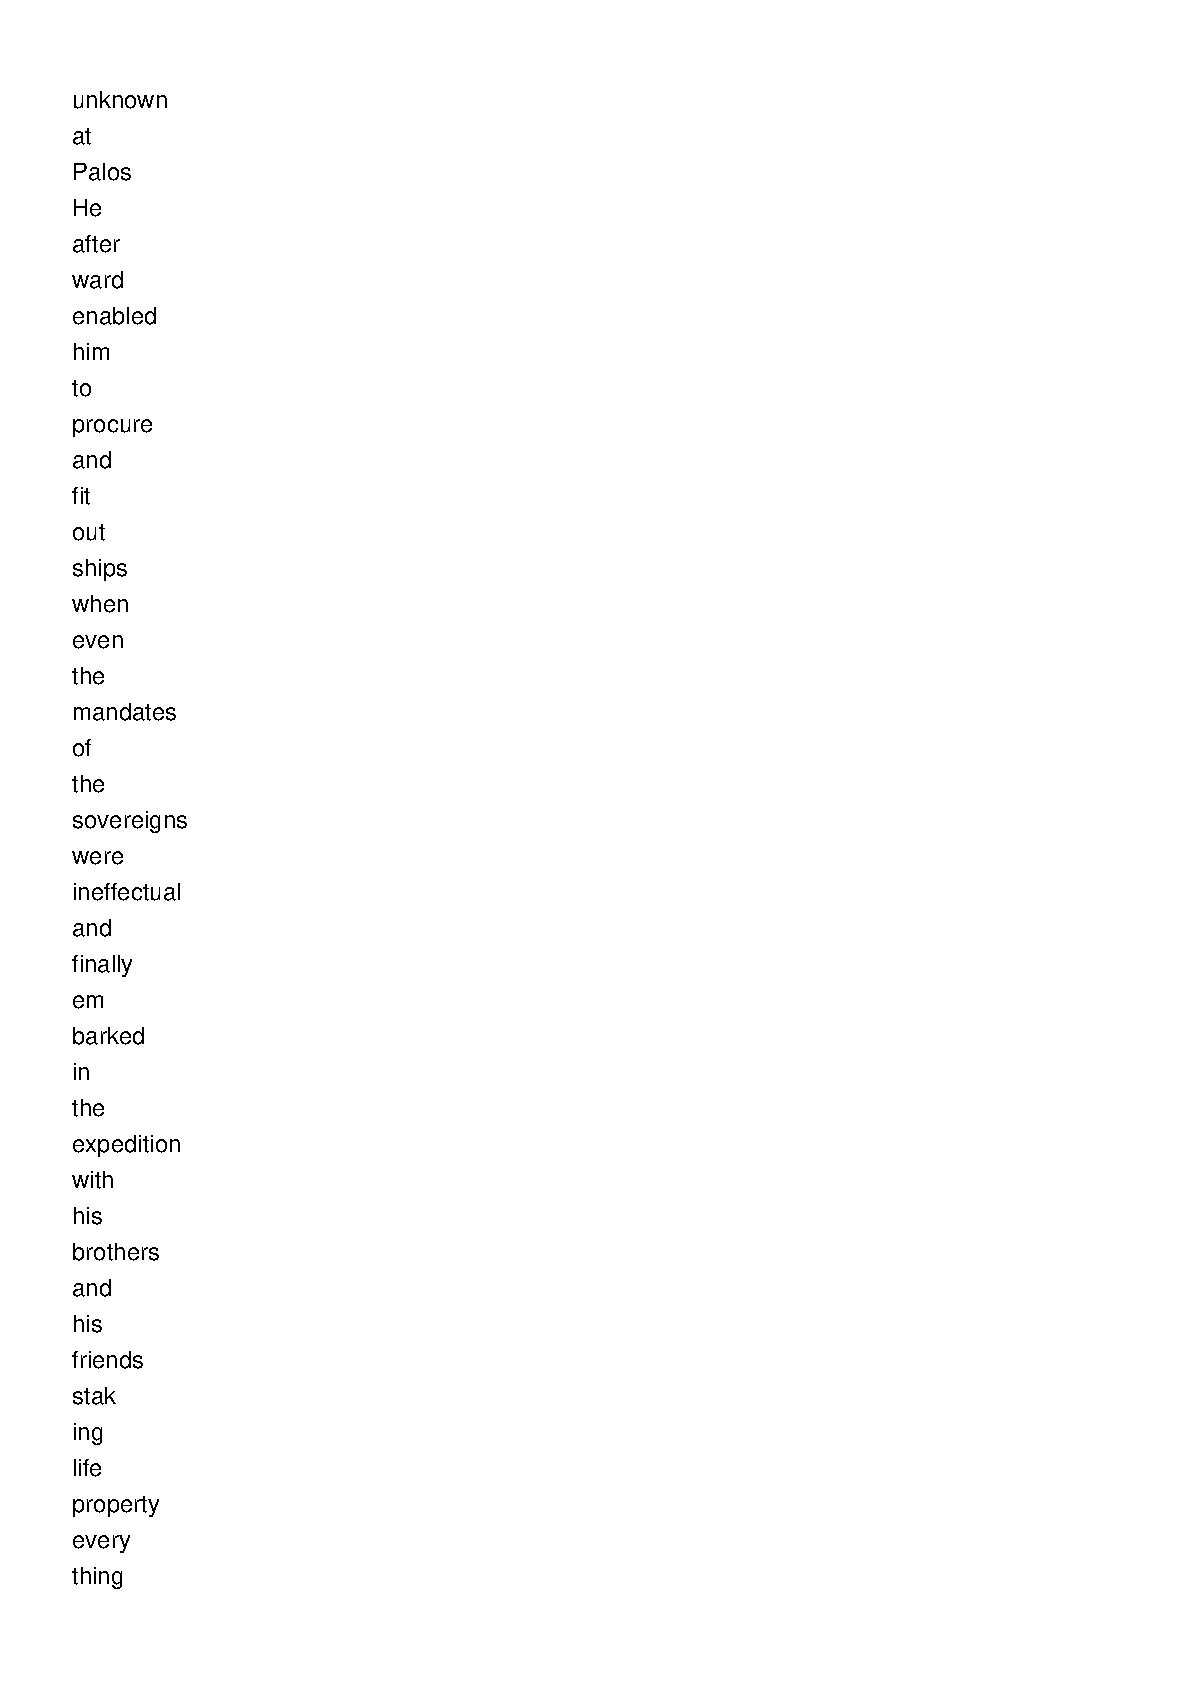 unknown
at
Palos
He
after
ward
enabled
him
to
procure
and
fit
out
ships
when
even
the
mandates
of
the
sovereigns
were
ineffectual
and
finally
em
barked
in
the
expedition
with
his
brothers
and
his
friends
stak
ing
life
property
every
thing